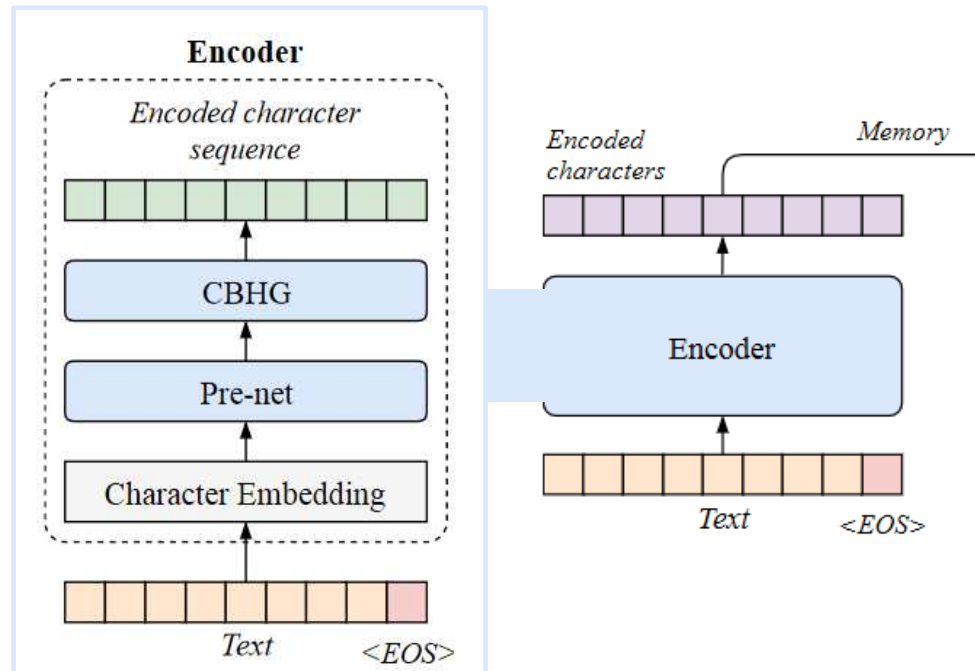 Encoder
Encoded character
sequence
CBHG
Pre-net
Character Embedding
Text
<EOS>
Encoded
characters
Memory
Encoder
Text
<EOS>